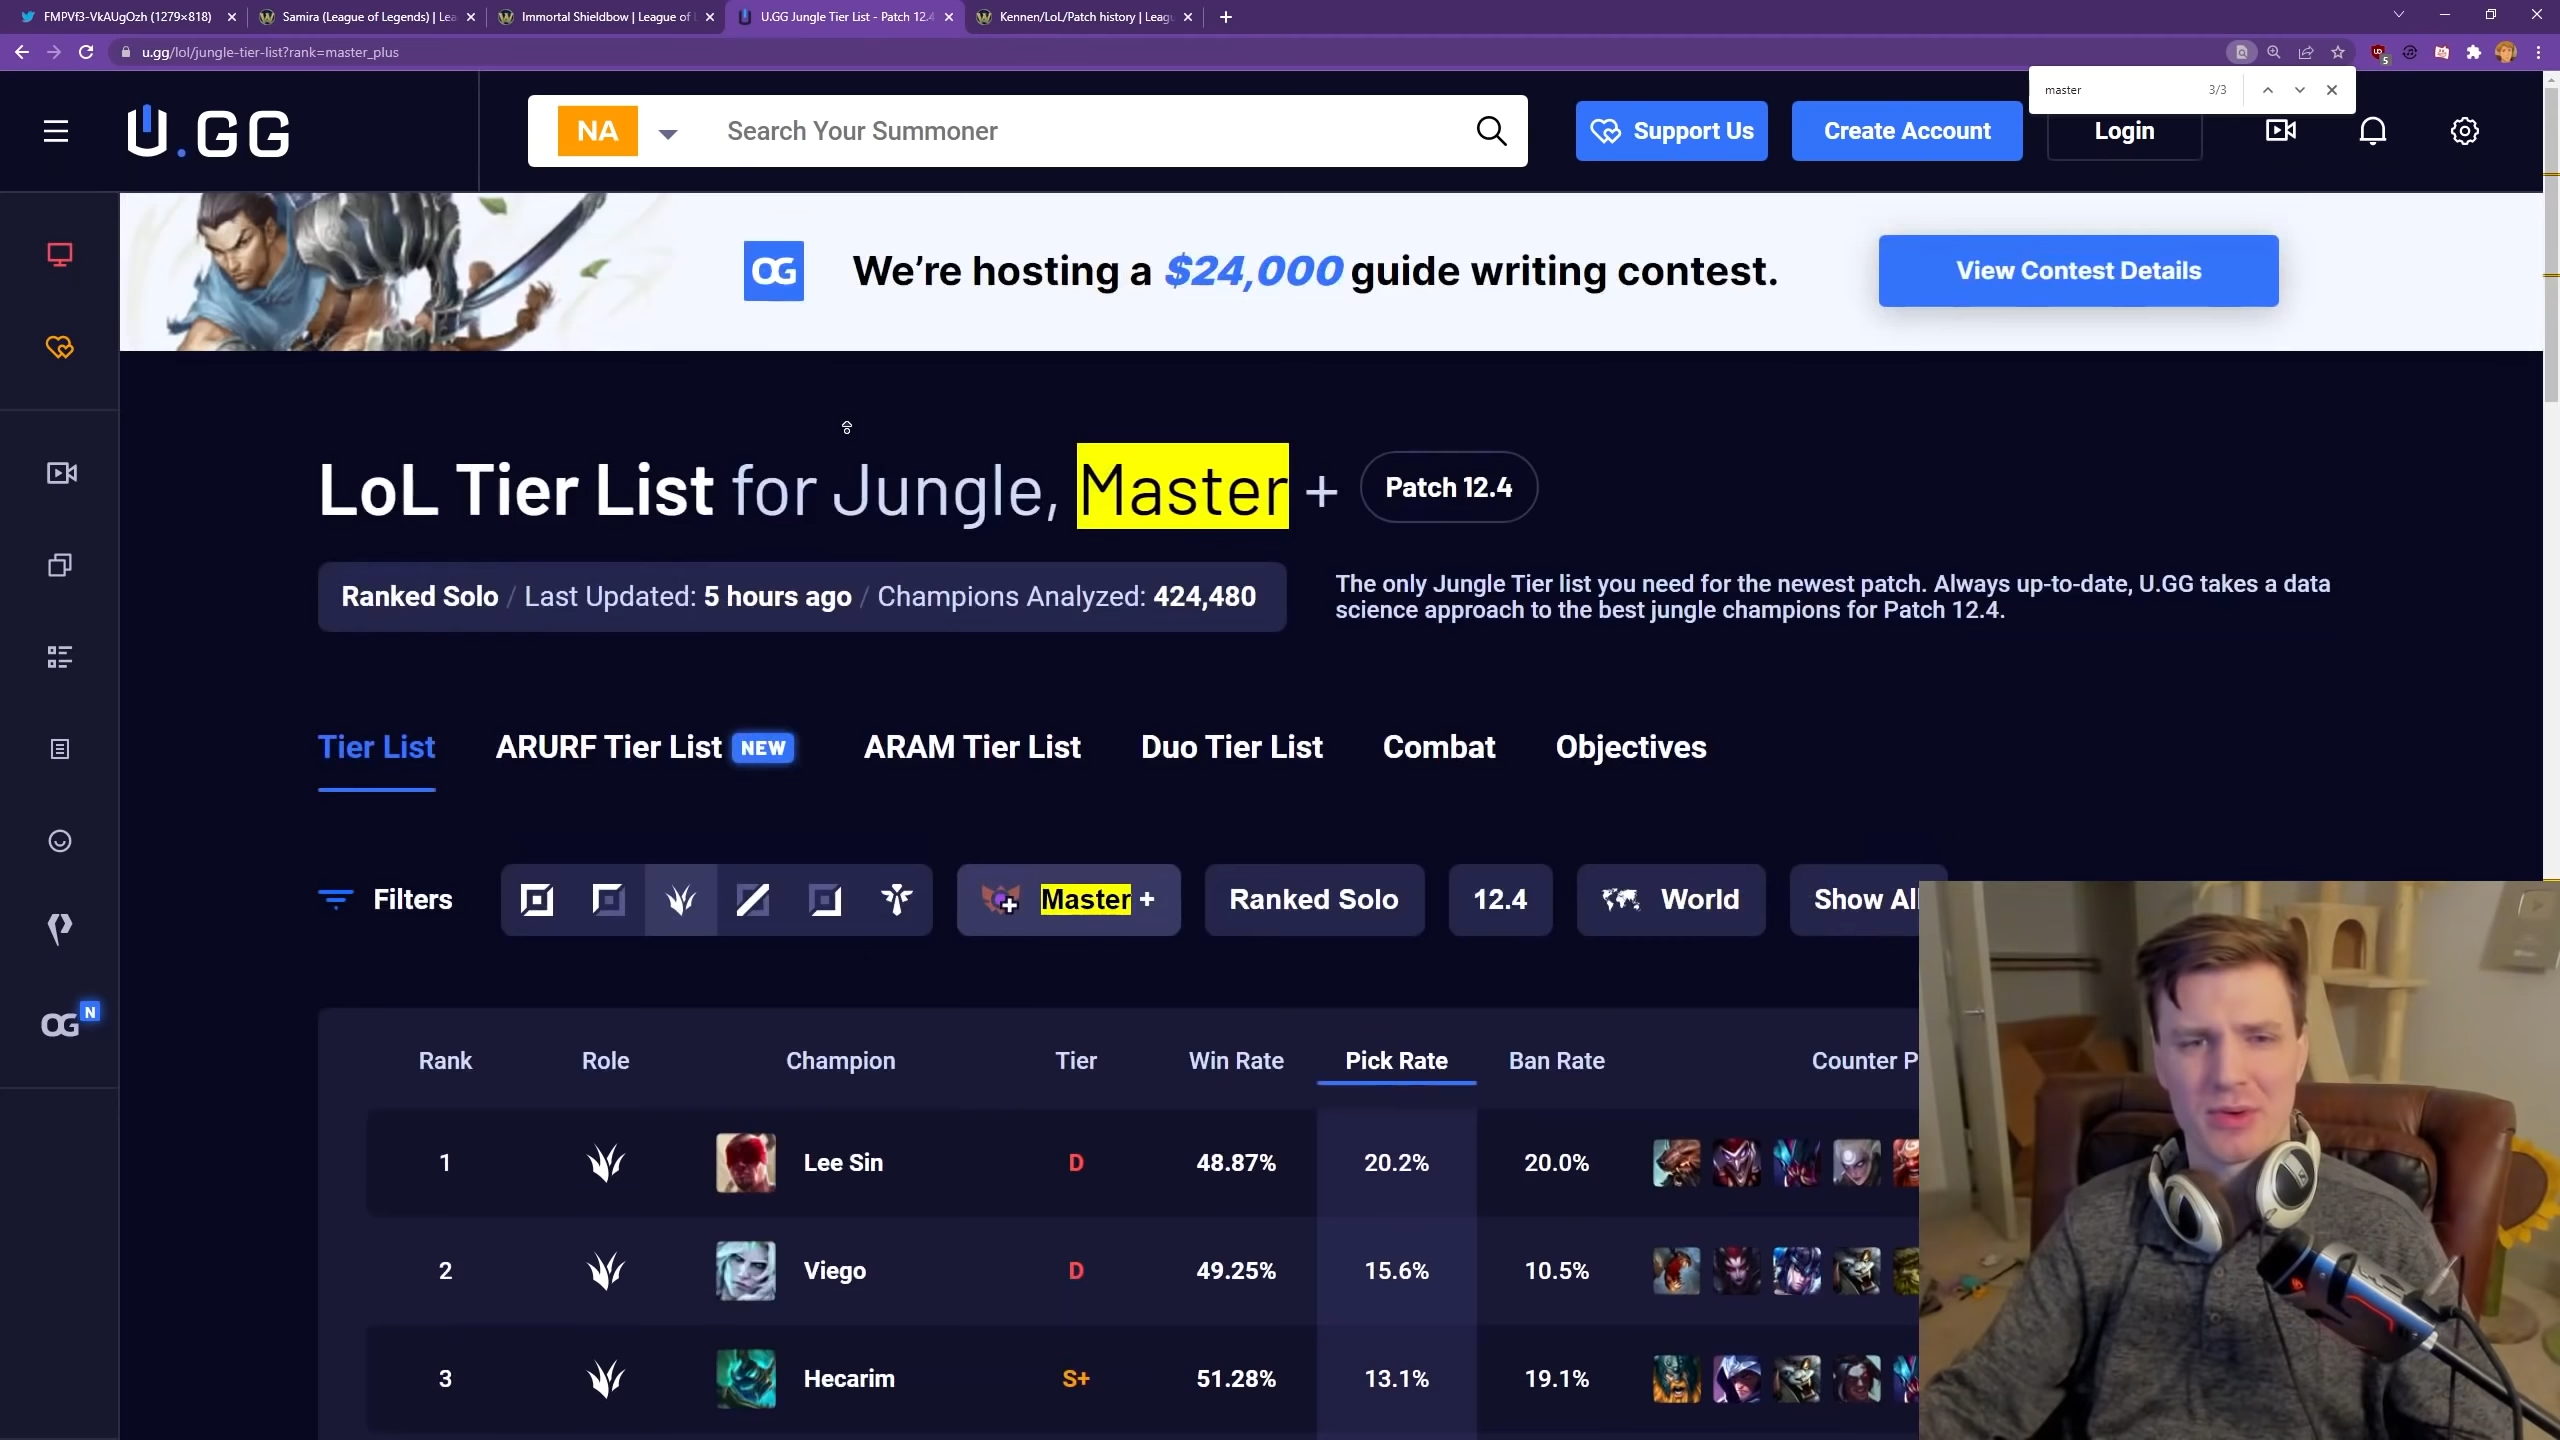 FMPVf3-VkAUgOzh (1279×818)
Samira (League of Legends) | Lea
Immortal Shieldbow | League of L
U.GG Jungle Tier List - Patch 12.4
Kennen/LoL/Patch history | Leagu
u.gg/lol/jungle-tier-list?rank=master_plus
5
master 3/3
U.GG
NA
Search Your Summoner
Support Us
Create Account
Login
OG
We're hosting a $24,000 guide writing contest.
View Contest Details
LoL Tier List for Jungle, Master +
Patch 12.4
Ranked Solo / Last Updated: 5 hours ago / Champions Analyzed: 424,480
The only Jungle Tier list you need for the newest patch. Always up-to-date, U.GG takes a data
science approach to the best jungle champions for Patch 12.4.
Tier List
ARURF Tier List NEW
ARAM Tier List
Duo Tier List
Combat
Objectives
Filters
Master +
Ranked Solo
12.4
World
Show All
OG N
Rank Role Champion Tier Win Rate Pick Rate Ban Rate Counter P
1 Lee Sin D 48.87% 20.2% 20.0%
2 Viego D 49.25% 15.6% 10.5%
3 Hecarim S+ 51.28% 13.1% 19.1%